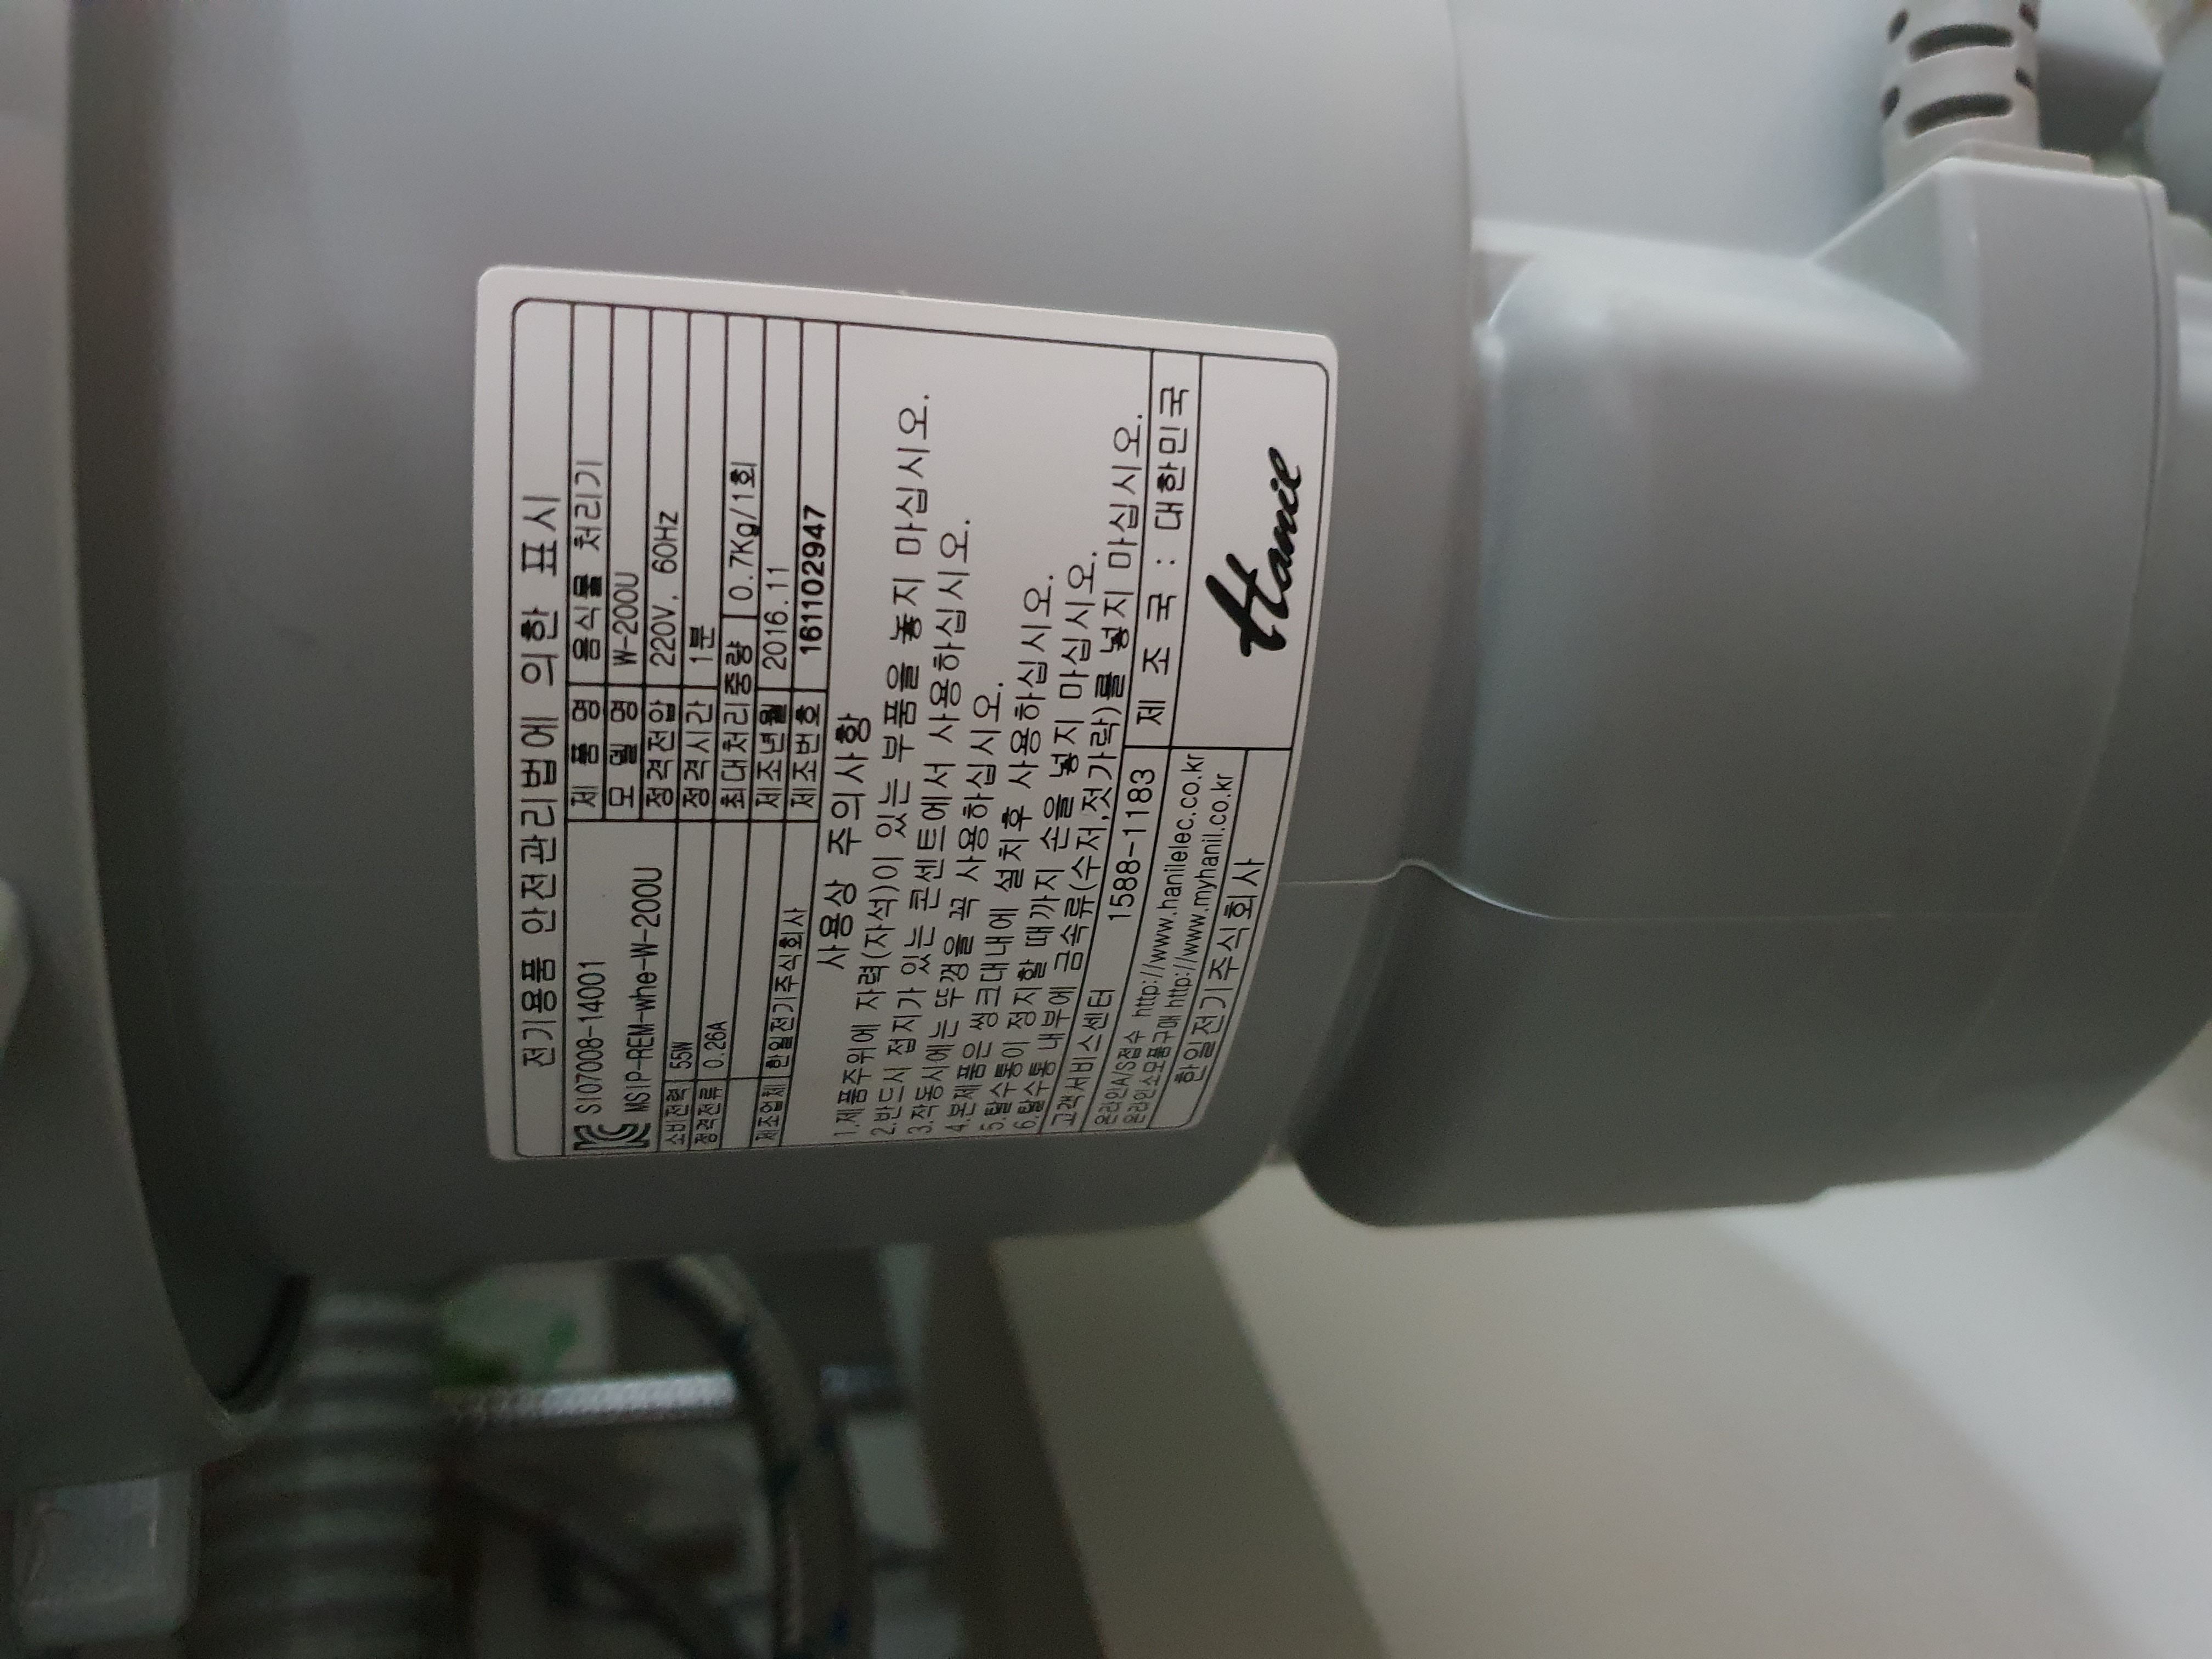 전기용품 안전관리법에 의한 표시
SI07008-14001
MSIP-REM-whe-W-200U
제 품 명 음식물 처리기
모 델 명 W-200U
소비전력 55W 정격전압 220V, 60Hz
정격전류 0.26A 정격시간 1분
최대처리중량 0.7Kg/1회
제조년월 2016.11
제조업체 한일전기주식회사 제조번호 161102947
사용상 주의사항
1.제품주위에 자력(자석)이 있는 부품을 놓지 마십시오.
2.반드시 접지가 있는 콘센트에서 사용하십시오.
3.작동시에는 뚜껑을 꼭 사용하십시오.
4.본제품은 씽크대내에 설치후 사용하십시오.
5.탈수통이 정지할 때까지 손을 넣지 마십시오.
6.탈수통 내부에 금속류(수저,젓가락)를 넣지 마십시오.
고객서비스센터 1588-1183 제 조 국 : 대한민국
온라인A/S접수 http://www.hanilelec.co.kr
온라인소모품구매 http://www.myhanil.co.kr
한일전기주식회사
Hanil